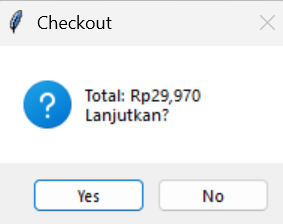 Checkout
Total: Rp29,970
Lanjutkan?
Yes
No